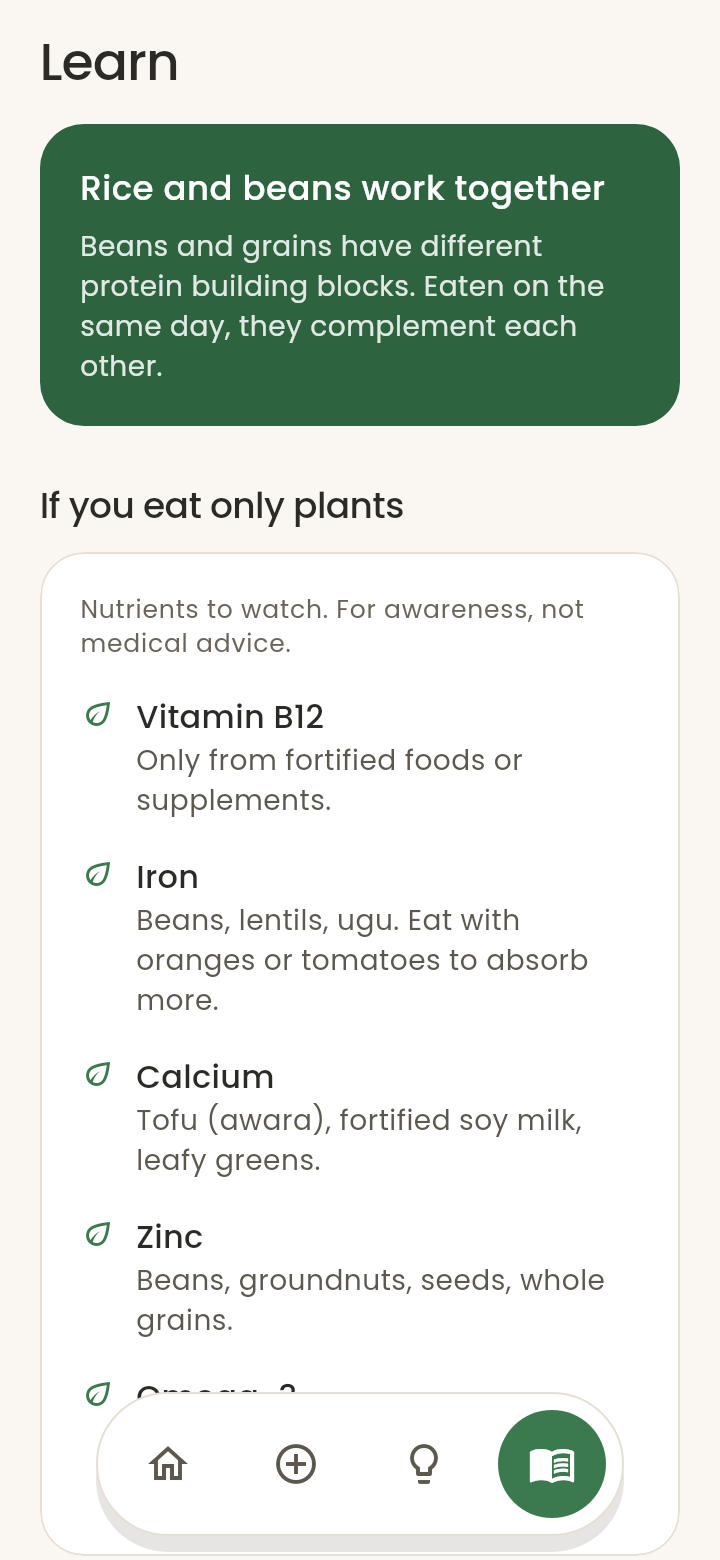 Learn
Rice and beans work together
Beans and grains have different
protein building blocks. Eaten on the
same day, they complement each
other.
If you eat only plants
Nutrients to watch. For awareness, not
medical advice.
Vitamin B12
Only from fortified foods or
supplements.
Iron
Beans, lentils, ugu. Eat with
oranges or tomatoes to absorb
more.
Calcium
Tofu (awara), fortified soy milk,
leafy greens.
Zinc
Beans, groundnuts, seeds, whole
grains.